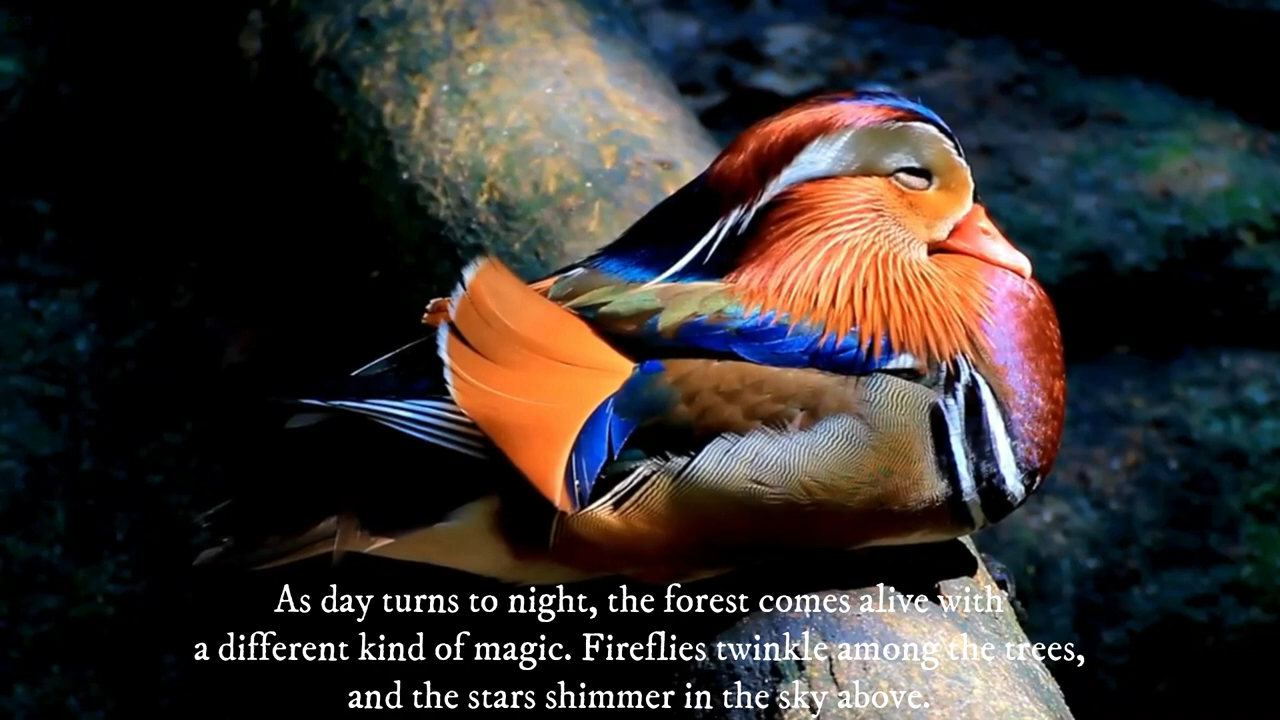 As day turns to night, the forest comes alive with
a different kind of magic. Fireflies twinkle among the trees,
and the stars shimmer in the sky above.